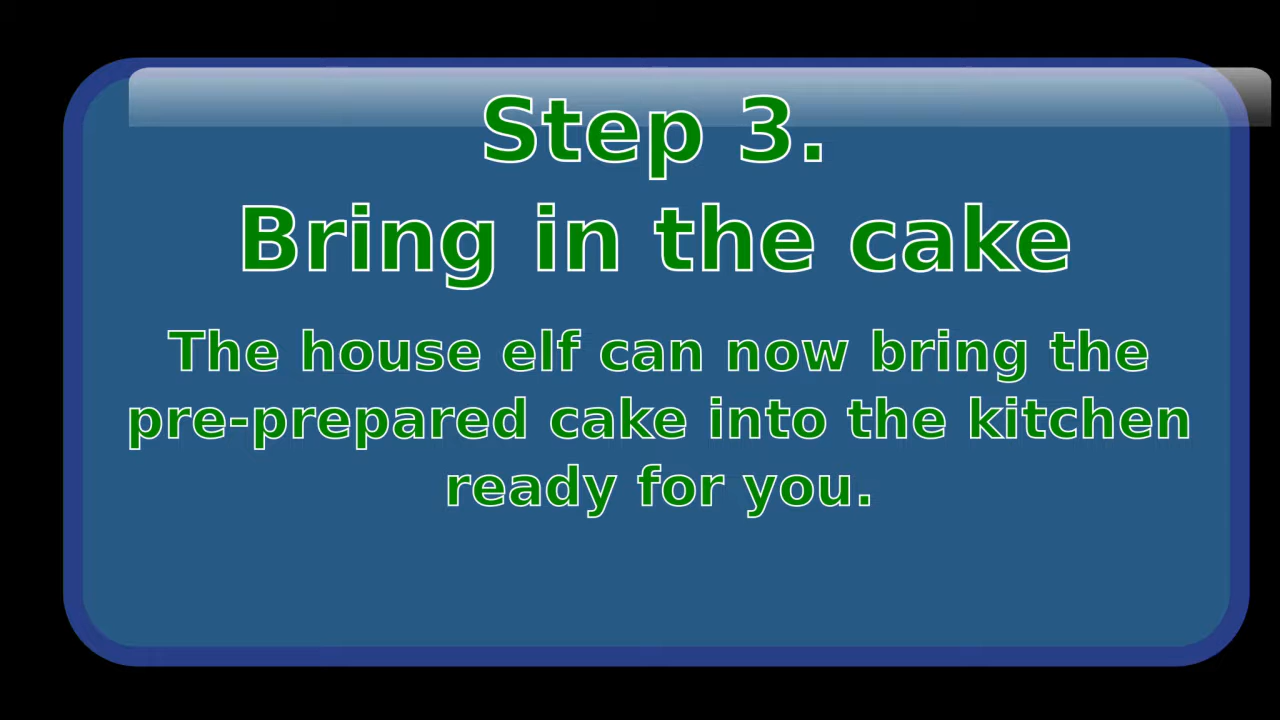 Step 3.
Bring in the cake
The house elf can now bring the
pre-prepared cake into the kitchen
ready for you.